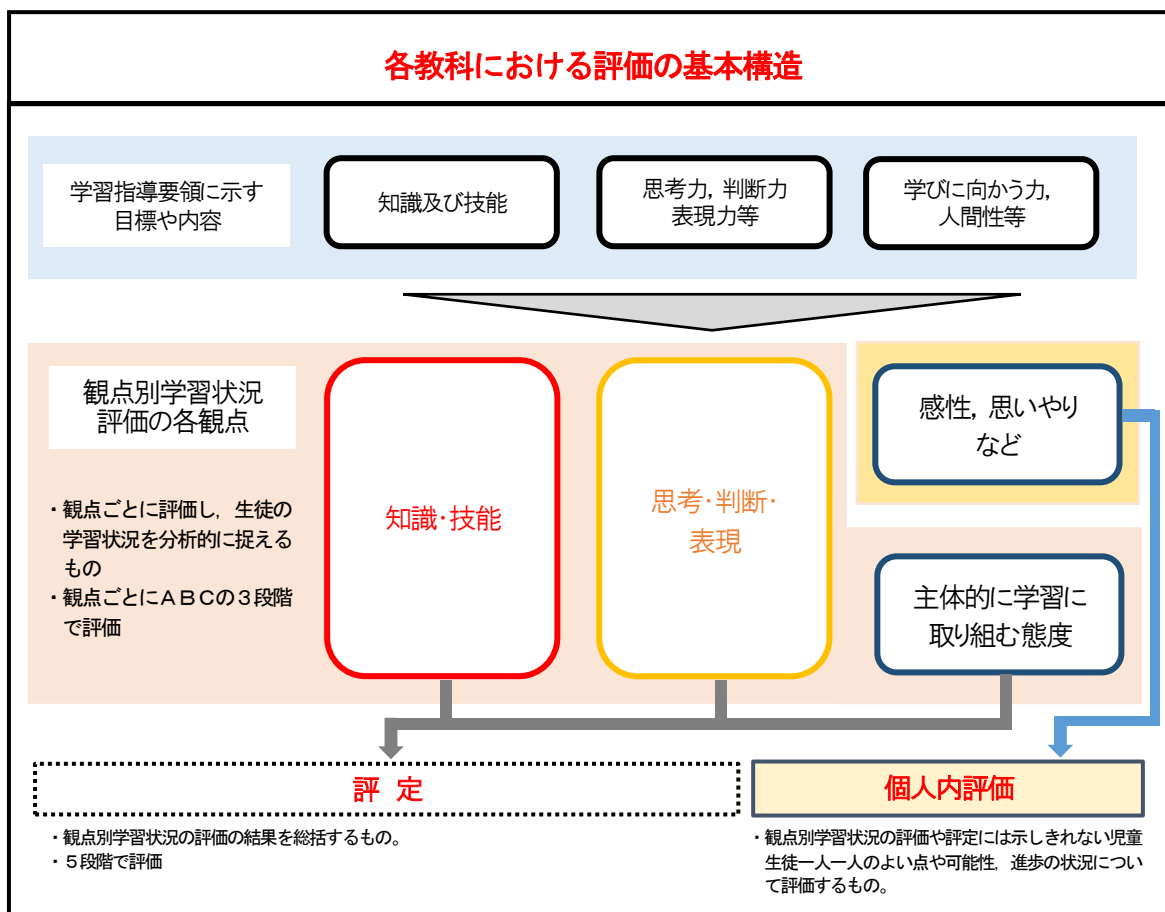 各教科における評価の基本構造
学習指導要領に示す
目標や内容
知識及び技能
思考力，判断力
表現力等
学びに向かう力，
人間性等
観点別学習状況
評価の各観点
・観点ごとに評価し，生徒の
学習状況を分析的に捉える
もの
・観点ごとにＡＢＣの３段階
で評価
知識・技能
思考・判断・
表現
感性，思いやり
など
主体的に学習に
取り組む態度
評 定
・観点別学習状況の評価の結果を総括するもの。
・５段階で評価
個人内評価
・観点別学習状況の評価や評定には示しきれない児童
生徒一人一人のよい点や可能性，進歩の状況につい
て評価するもの。